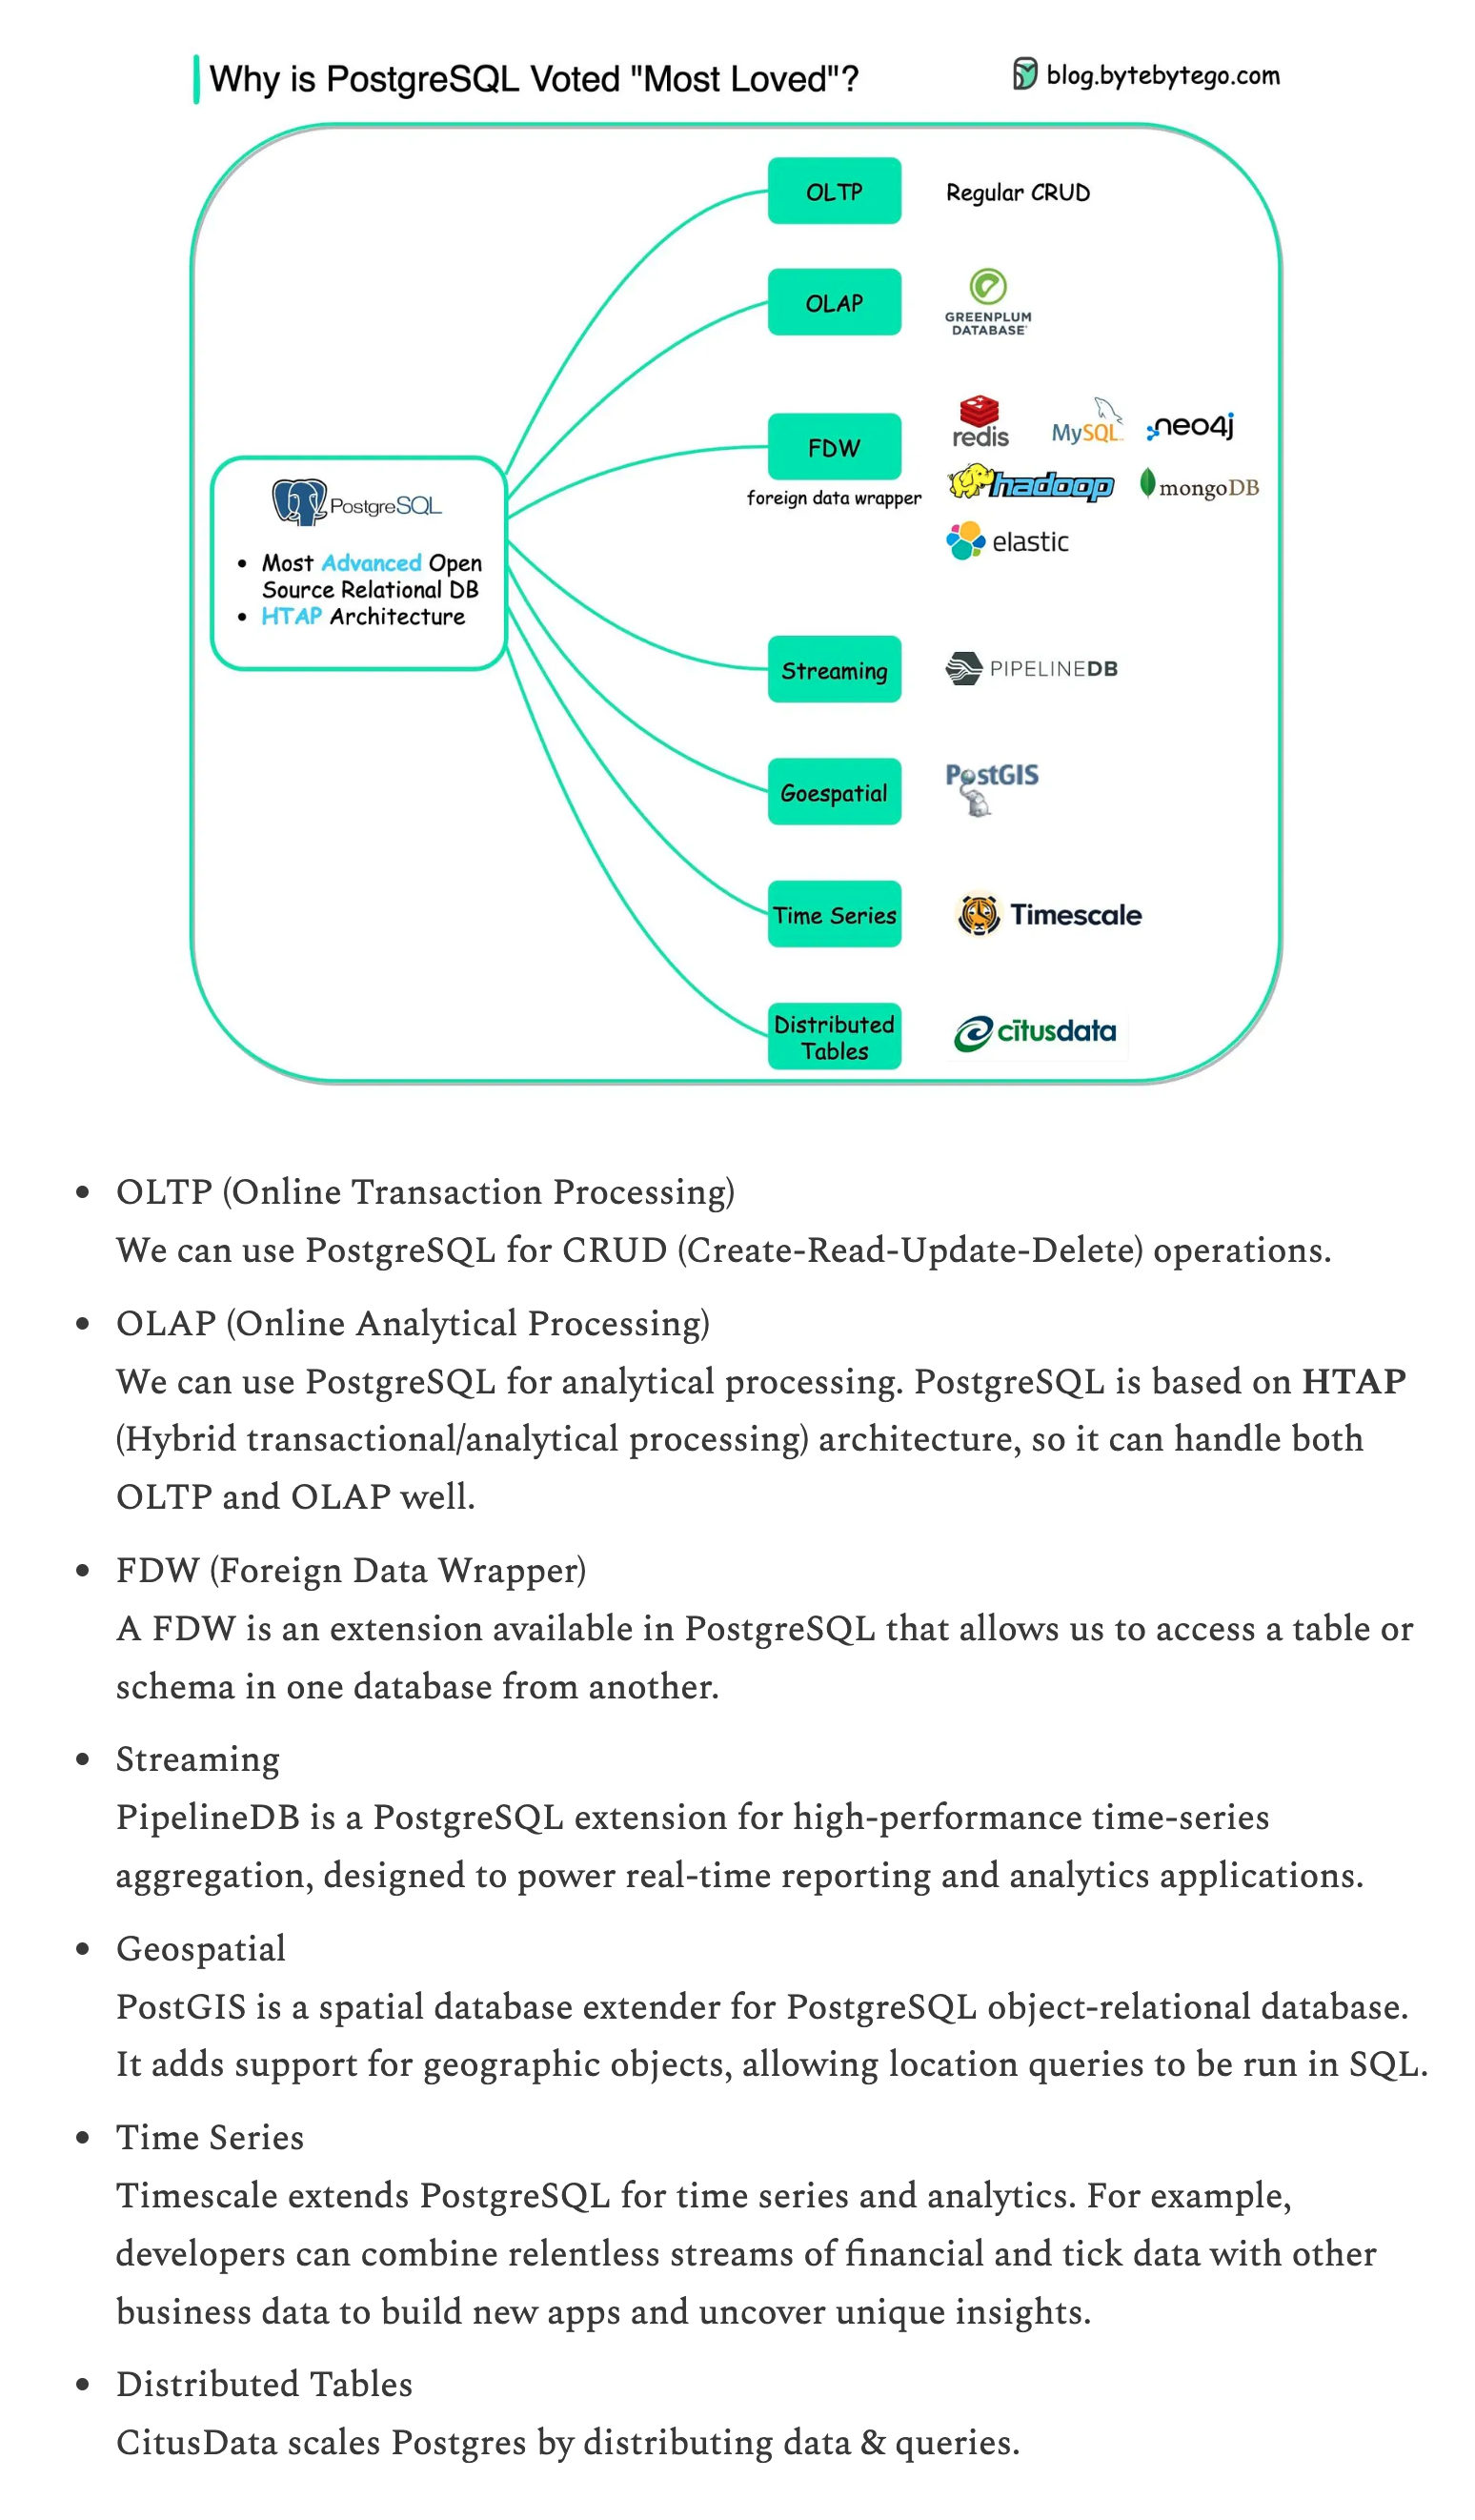 Why is PostgreSQL Voted "Most Loved"?
blog.bytebytego.com
OLTP
Regular CRUD
OLAP
GREENPLUM
DATABASE
redis
MySQL
neo4j
FDW
foreign data wrapper
hadoop
mongoDB
elastic
PostgreSQL
• Most Advanced Open
Source Relational DB
• HTAP Architecture
Streaming
PIPELINEDB
Goespatial
PostGIS
Time Series
Timescale
Distributed
Tables
citusdata
• OLTP (Online Transaction Processing)
We can use PostgreSQL for CRUD (Create-Read-Update-Delete) operations.
• OLAP (Online Analytical Processing)
We can use PostgreSQL for analytical processing. PostgreSQL is based on HTAP
(Hybrid transactional/analytical processing) architecture, so it can handle both
OLTP and OLAP well.
• FDW (Foreign Data Wrapper)
A FDW is an extension available in PostgreSQL that allows us to access a table or
schema in one database from another.
• Streaming
PipelineDB is a PostgreSQL extension for high-performance time-series
aggregation, designed to power real-time reporting and analytics applications.
• Geospatial
PostGIS is a spatial database extender for PostgreSQL object-relational database.
It adds support for geographic objects, allowing location queries to be run in SQL.
• Time Series
Timescale extends PostgreSQL for time series and analytics. For example,
developers can combine relentless streams of financial and tick data with other
business data to build new apps and uncover unique insights.
• Distributed Tables
CitusData scales Postgres by distributing data & queries.